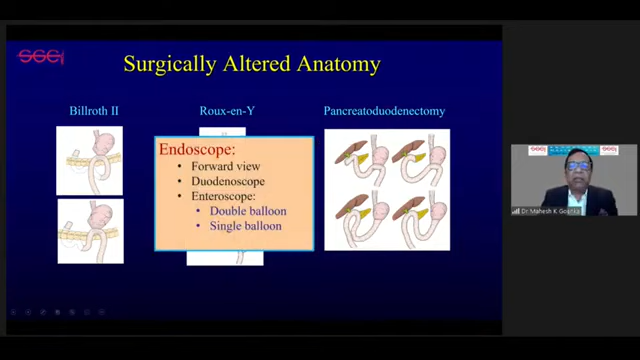 SGCI
Surgically Altered Anatomy
Billroth II
Roux-en-Y
Pancreatoduodenectomy
Endoscope:
• Forward view
• Duodenoscope
• Enteroscope:
• Double balloon
• Single balloon
Dr. Mahesh K Goenka